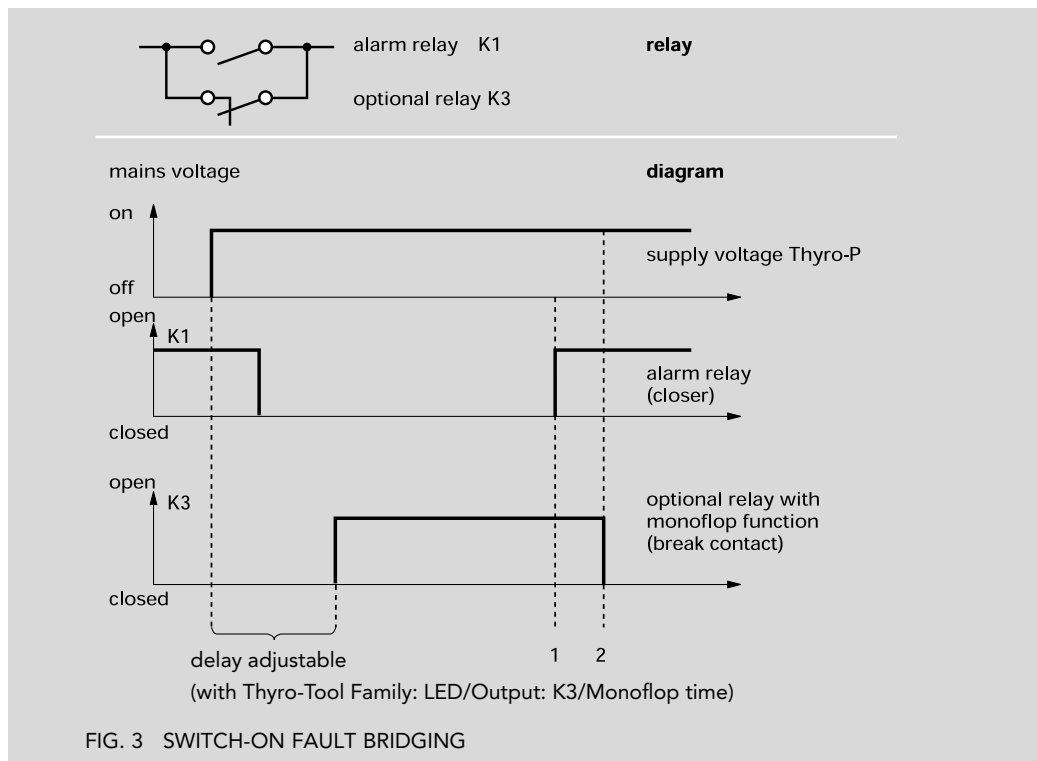 alarm relay K1
relay
optional relay K3
mains voltage
diagram
on
supply voltage Thyro-P
off
open
K1
alarm relay
(closer)
closed
open
K3
optional relay with
monoflop function
(break contact)
closed
1 2
delay adjustable
(with Thyro-Tool Family: LED/Output: K3/Monoflop time)
FIG. 3 SWITCH-ON FAULT BRIDGING